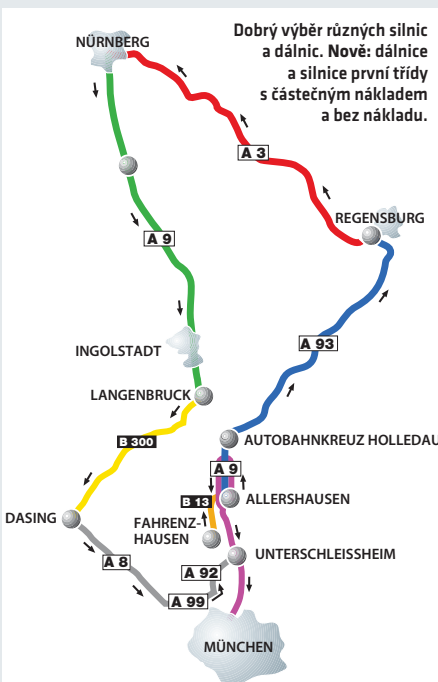 Dobrý výběr různých silnic
a dálnic. Nově: dálnice
a silnice první třídy
s částečným nákladem
a bez nákladu.
NÜRNBERG
A 3
REGENSBURG
A 9
A 93
INGOLSTADT
LANGENBRUCK
B 300
AUTOBAHNKREUZ HOLLEDAU
A 9
ALLERSHAUSEN
B 13
DASING
FAHRENZ-
HAUSEN
UNTERSCHLEISSHEIM
A 8
A 92
A 99
MÜNCHEN